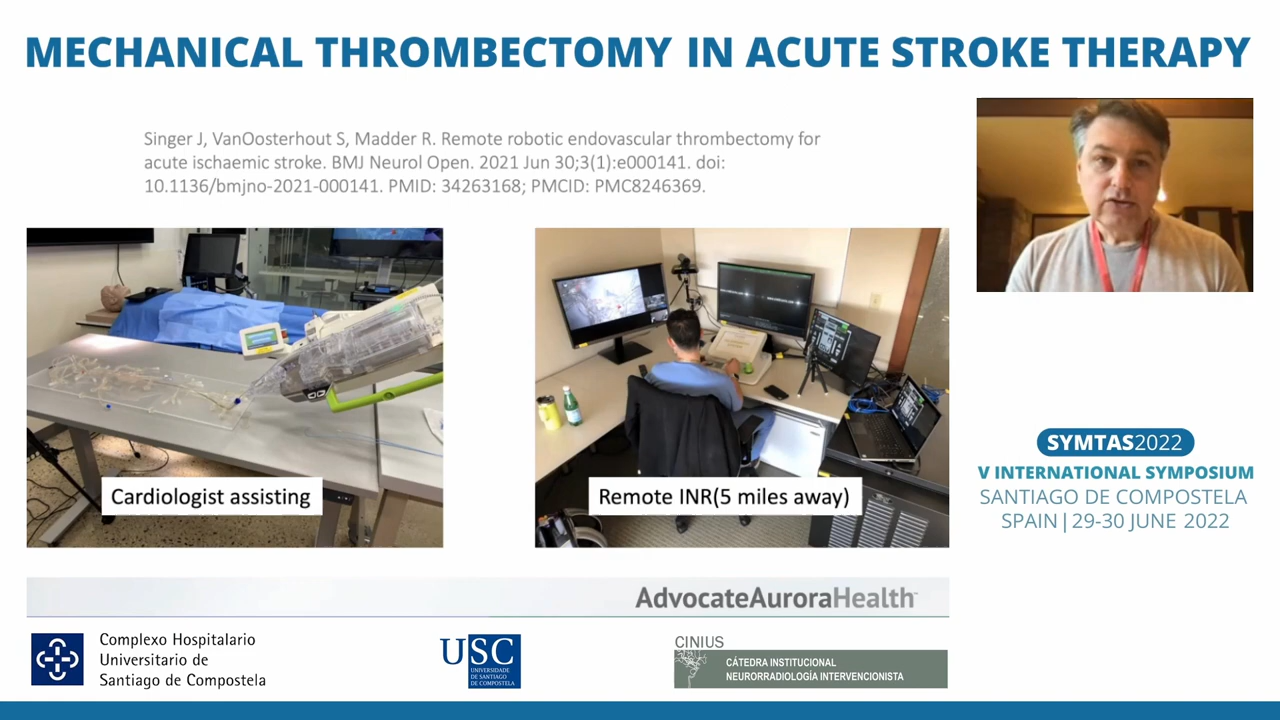 MECHANICAL THROMBECTOMY IN ACUTE STROKE THERAPY
Singer J, VanOosterhout S, Madder R. Remote robotic endovascular thrombectomy for
acute ischaemic stroke. BMJ Neurol Open. 2021 Jun 30;3(1):e000141. doi:
10.1136/bmjno-2021-000141. PMID: 34263168; PMCID: PMC8246369.
Cardiologist assisting
Remote INR(5 miles away)
SYMTAS2022
V INTERNATIONAL SYMPOSIUM
SANTIAGO DE COMPOSTELA
SPAIN | 29-30 JUNE 2022
AdvocateAuroraHealth™
Complexo Hospitalario
Universitario de
Santiago de Compostela
USC
UNIVERSIDADE
DE SANTIAGO
DE COMPOSTELA
CINIUS
CÁTEDRA INSTITUCIONAL
NEURORRADIOLOGÍA INTERVENCIONISTA